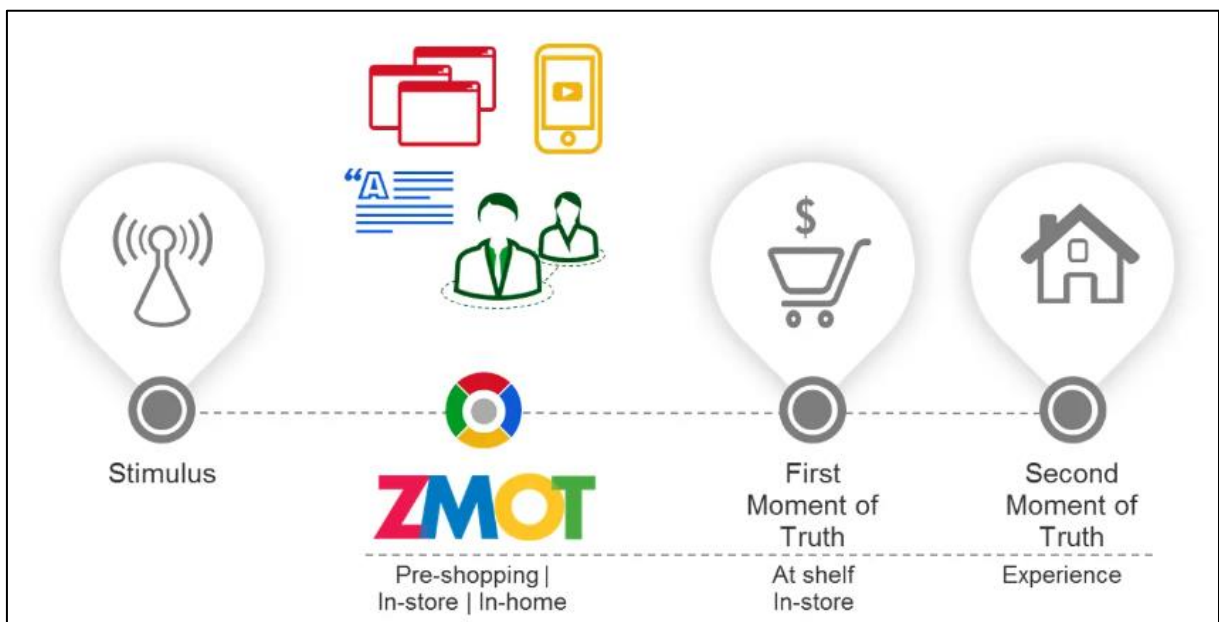 “A
$
Stimulus
ZMOT
First
Moment of
Truth
Second
Moment of
Truth
Pre-shopping |
In-store | In-home
At shelf
In-store
Experience